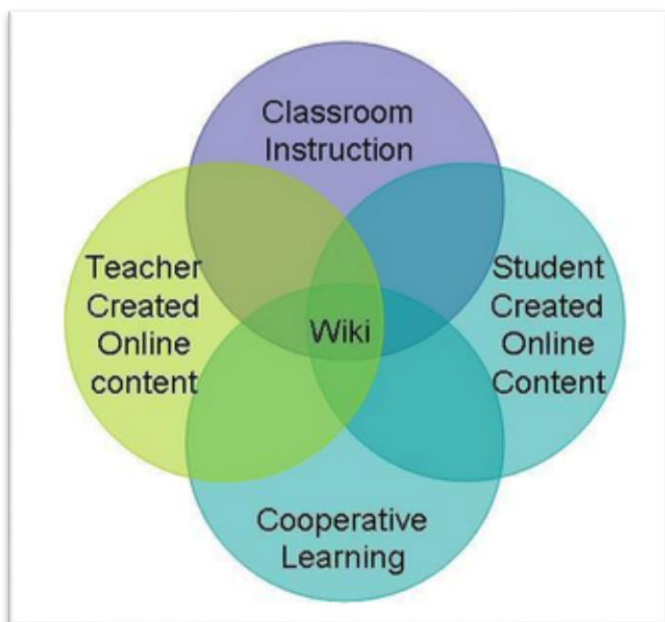 Classroom
Instruction
Teacher
Created
Online
content
Student
Created
Online
Content
Wiki
Cooperative
Learning